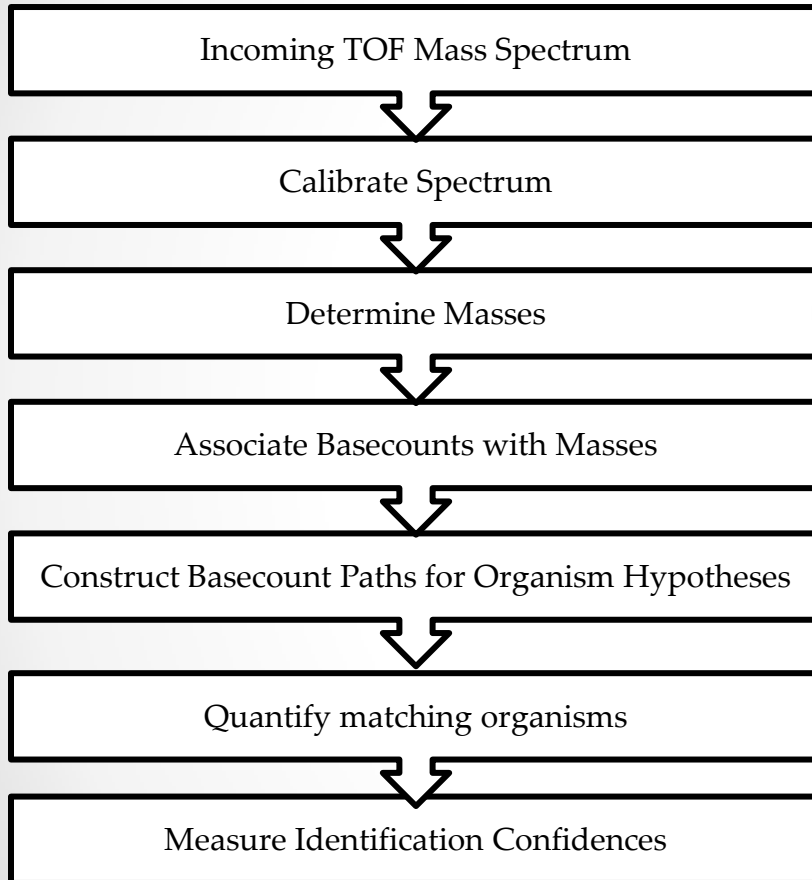 Incoming TOF Mass Spectrum
Calibrate Spectrum
Determine Masses
Associate Basecounts with Masses
Construct Basecount Paths for Organism Hypotheses
Quantify matching organisms
Measure Identification Confidences